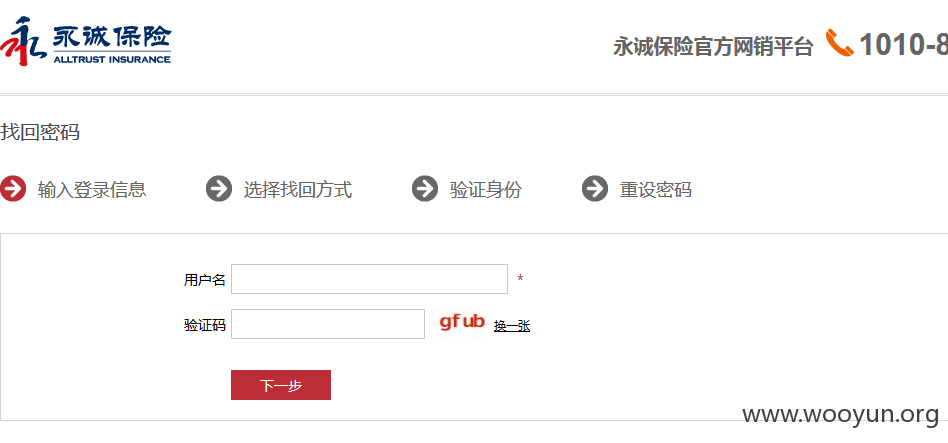 永诚保险
ALLTRUST INSURANCE
永诚保险官方网销平台 1010-8
找回密码
输入登录信息 选择找回方式 验证身份 重设密码
用户名 *
验证码 gfub 换一张
下一步
www.wooyun.org